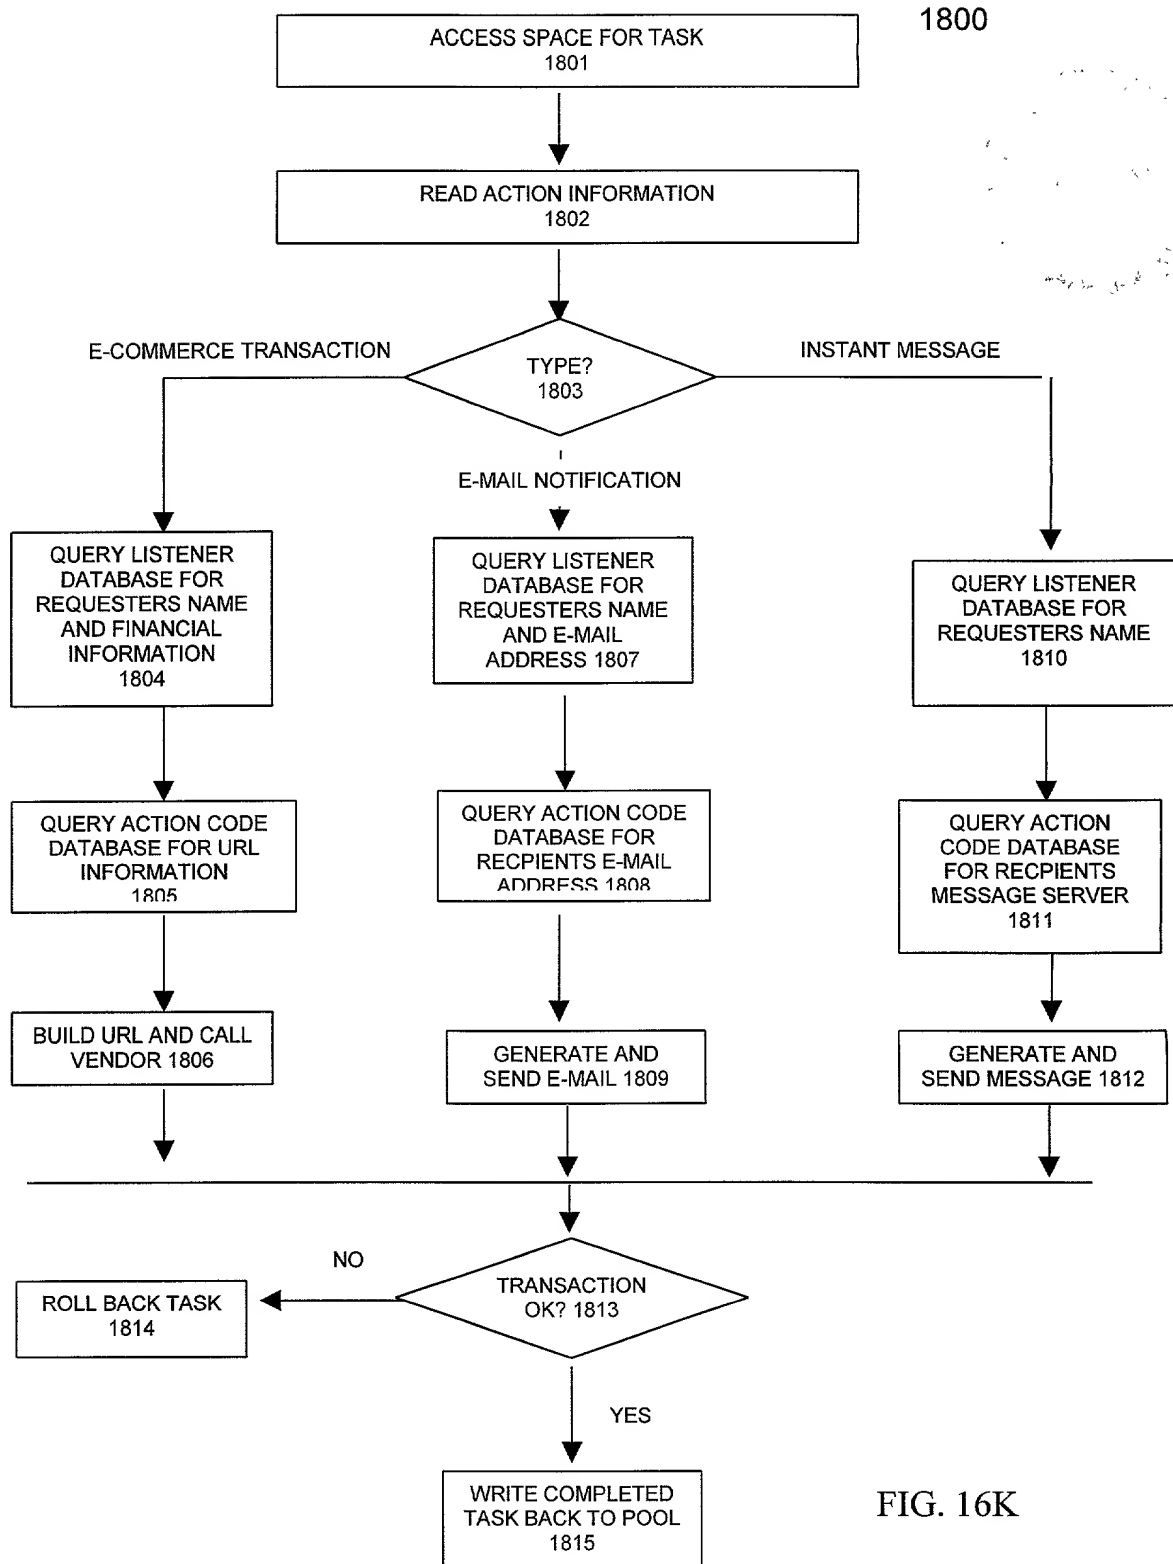 1800
ACCESS SPACE FOR TASK
1801
READ ACTION INFORMATION
1802
E-COMMERCE TRANSACTION
TYPE?
1803
INSTANT MESSAGE
E-MAIL NOTIFICATION
QUERY LISTENER
DATABASE FOR
REQUESTERS NAME
AND FINANCIAL
INFORMATION
1804
QUERY LISTENER
DATABASE FOR
REQUESTERS NAME
AND E-MAIL
ADDRESS 1807
QUERY LISTENER
DATABASE FOR
REQUESTERS NAME
1810
QUERY ACTION CODE
DATABASE FOR URL
INFORMATION
1805
QUERY ACTION CODE
DATABASE FOR
RECPIENTS E-MAIL
ADDRESS 1808
QUERY ACTION
CODE DATABASE
FOR RECPIENTS
MESSAGE SERVER
1811
BUILD URL AND CALL
VENDOR 1806
GENERATE AND
SEND E-MAIL 1809
GENERATE AND
SEND MESSAGE 1812
NO
TRANSACTION
OK? 1813
ROLL BACK TASK
1814
YES
WRITE COMPLETED
TASK BACK TO POOL
1815
FIG. 16K